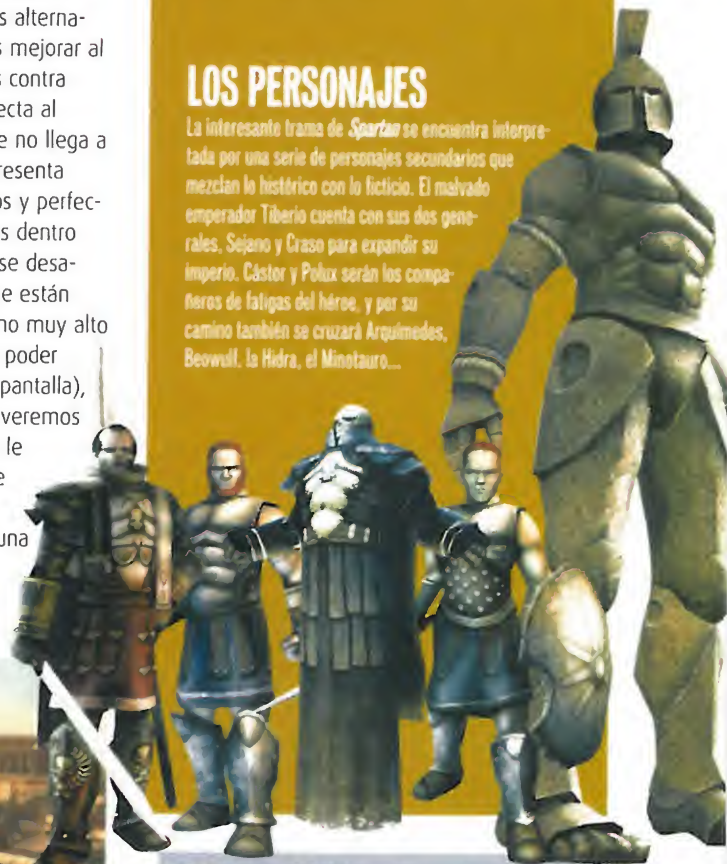 s alterna-
s mejorar al
s contra
ecta al
e no llega a
resenta
os y perfec-
s dentro
se desa-
e están
no muy alto
poder
pantalla),
veremos
le
e
una
LOS PERSONAJES
La interesante trama de Spartan se encuentra interpre-
tada por una serie de personajes secundarios que
mezclan lo histórico con lo ficticio. El malvado
emperador Tiberio cuenta con sus dos gene-
rales, Sejano y Craso para expandir su
imperio. Cástor y Polux serán los compa-
ñeros de fatigas del héroe, y por su
camino también se cruzará Arquímedes,
Beowulf, la Hidra, el Minotauro...